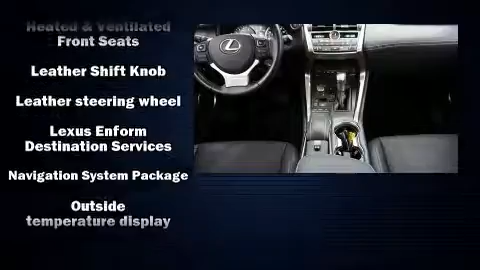 Heated & Ventilated
Front Seats
Leather Shift Knob
Leather steering wheel
Lexus Enform
Destination Services
Navigation System Package
Outside
temperature display